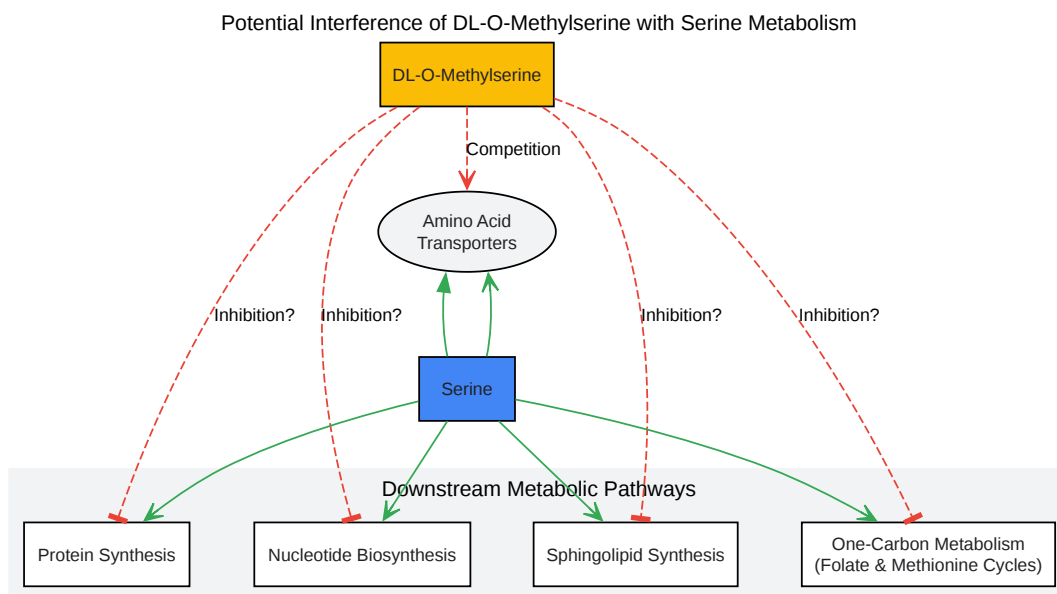 Potential Interference of DL-O-Methylserine with Serine Metabolism
DL-O-Methylserine
Competition
Amino Acid
Transporters
Inhibition?
Inhibition?
Inhibition?
Inhibition?
Serine
Downstream Metabolic Pathways
Protein Synthesis
Nucleotide Biosynthesis
Sphingolipid Synthesis
One-Carbon Metabolism
(Folate & Methionine Cycles)